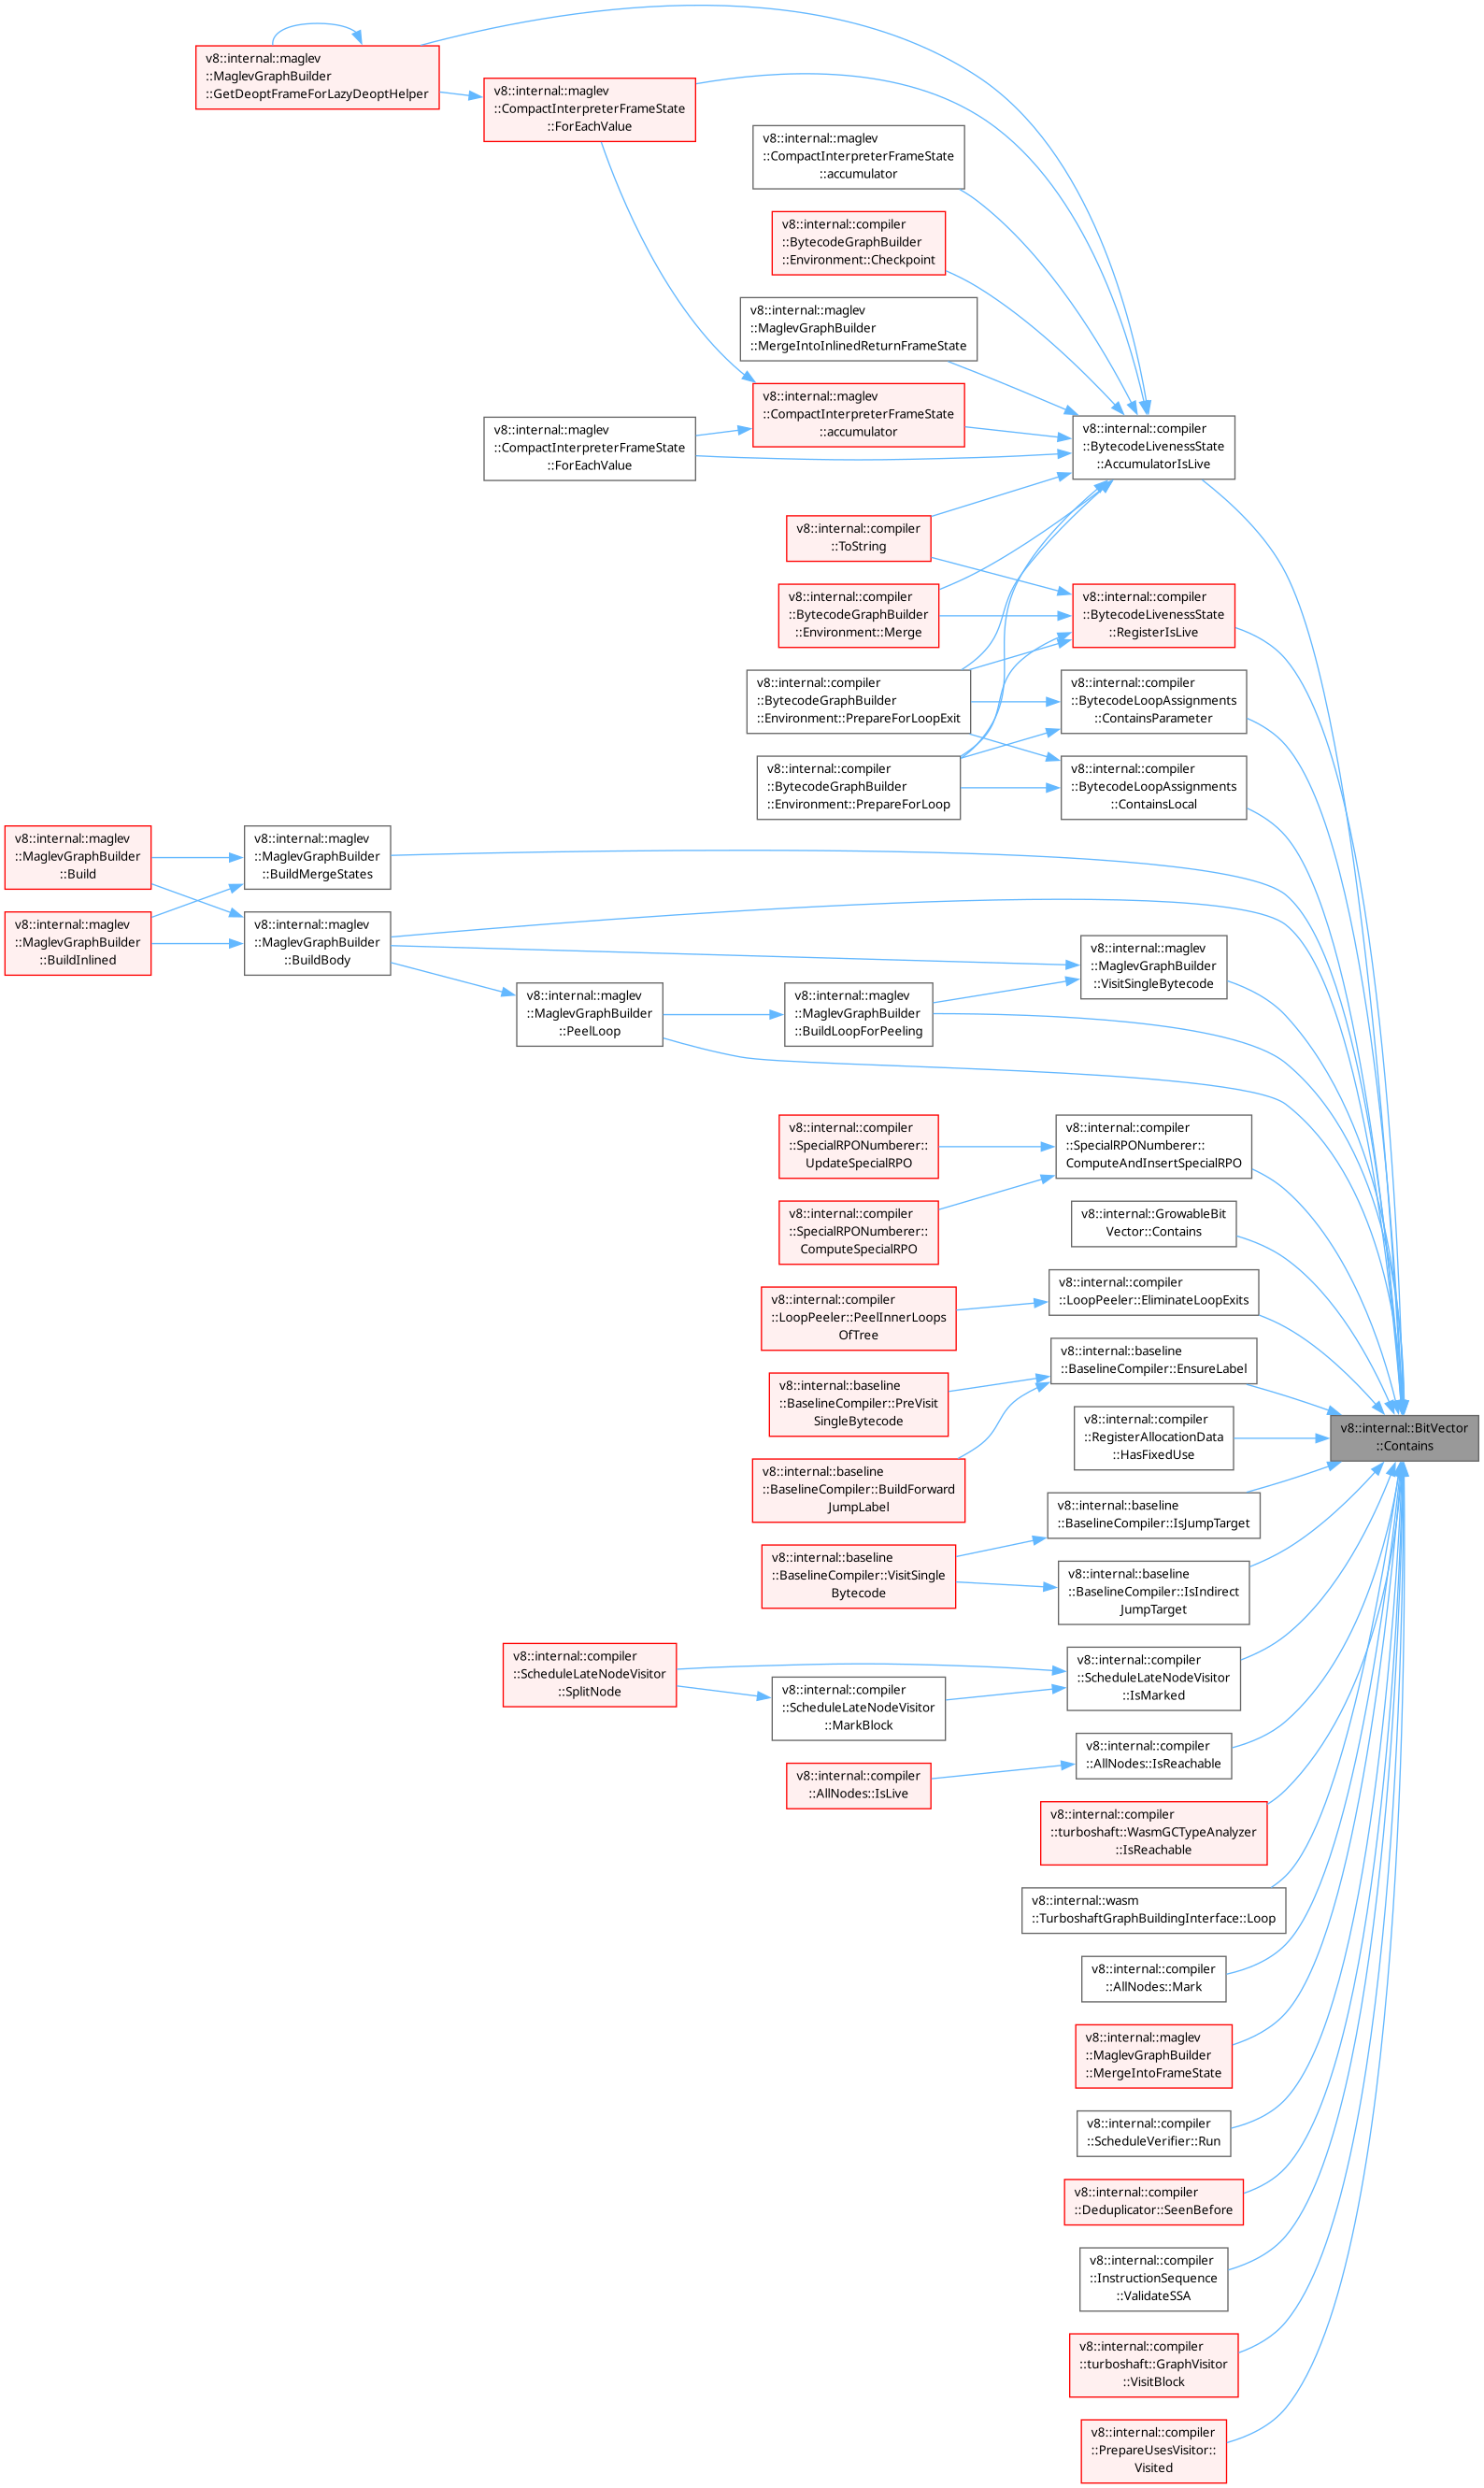 v8::internal::maglev
::MaglevGraphBuilder
::GetDeoptFrameForLazyDeoptHelper
v8::internal::maglev
::CompactInterpreterFrameState
::ForEachValue
v8::internal::maglev
::CompactInterpreterFrameState
::accumulator
v8::internal::compiler
::BytecodeGraphBuilder
::Environment::Checkpoint
v8::internal::maglev
::MaglevGraphBuilder
::MergeIntoInlinedReturnFrameState
v8::internal::maglev
::CompactInterpreterFrameState
::accumulator
v8::internal::maglev
::CompactInterpreterFrameState
::ForEachValue
v8::internal::compiler
::BytecodeLivenessState
::AccumulatorIsLive
v8::internal::compiler
::ToString
v8::internal::compiler
::BytecodeGraphBuilder
::Environment::Merge
v8::internal::compiler
::BytecodeLivenessState
::RegisterIsLive
v8::internal::compiler
::BytecodeGraphBuilder
::Environment::PrepareForLoopExit
v8::internal::compiler
::BytecodeLoopAssignments
::ContainsParameter
v8::internal::compiler
::BytecodeGraphBuilder
::Environment::PrepareForLoop
v8::internal::compiler
::BytecodeLoopAssignments
::ContainsLocal
v8::internal::maglev
::MaglevGraphBuilder
::Build
v8::internal::maglev
::MaglevGraphBuilder
::BuildMergeStates
v8::internal::maglev
::MaglevGraphBuilder
::BuildInlined
v8::internal::maglev
::MaglevGraphBuilder
::BuildBody
v8::internal::maglev
::MaglevGraphBuilder
::VisitSingleBytecode
v8::internal::maglev
::MaglevGraphBuilder
::PeelLoop
v8::internal::maglev
::MaglevGraphBuilder
::BuildLoopForPeeling
v8::internal::compiler
::SpecialRPONumberer::
UpdateSpecialRPO
v8::internal::compiler
::SpecialRPONumberer::
ComputeAndInsertSpecialRPO
v8::internal::compiler
::SpecialRPONumberer::
ComputeSpecialRPO
v8::internal::GrowableBit
Vector::Contains
v8::internal::compiler
::LoopPeeler::PeelInnerLoops
OfTree
v8::internal::compiler
::LoopPeeler::EliminateLoopExits
v8::internal::baseline
::BaselineCompiler::PreVisit
SingleBytecode
v8::internal::baseline
::BaselineCompiler::EnsureLabel
v8::internal::compiler
::RegisterAllocationData
::HasFixedUse
v8::internal::BitVector
::Contains
v8::internal::baseline
::BaselineCompiler::BuildForward
JumpLabel
v8::internal::baseline
::BaselineCompiler::IsJumpTarget
v8::internal::baseline
::BaselineCompiler::VisitSingle
Bytecode
v8::internal::baseline
::BaselineCompiler::IsIndirect
JumpTarget
v8::internal::compiler
::ScheduleLateNodeVisitor
::SplitNode
v8::internal::compiler
::ScheduleLateNodeVisitor
::MarkBlock
v8::internal::compiler
::ScheduleLateNodeVisitor
::IsMarked
v8::internal::compiler
::AllNodes::IsLive
v8::internal::compiler
::AllNodes::IsReachable
v8::internal::compiler
::turboshaft::WasmGCTypeAnalyzer
::IsReachable
v8::internal::wasm
::TurboshaftGraphBuildingInterface::Loop
v8::internal::compiler
::AllNodes::Mark
v8::internal::maglev
::MaglevGraphBuilder
::MergeIntoFrameState
v8::internal::compiler
::ScheduleVerifier::Run
v8::internal::compiler
::Deduplicator::SeenBefore
v8::internal::compiler
::InstructionSequence
::ValidateSSA
v8::internal::compiler
::turboshaft::GraphVisitor
::VisitBlock
v8::internal::compiler
::PrepareUsesVisitor::
Visited